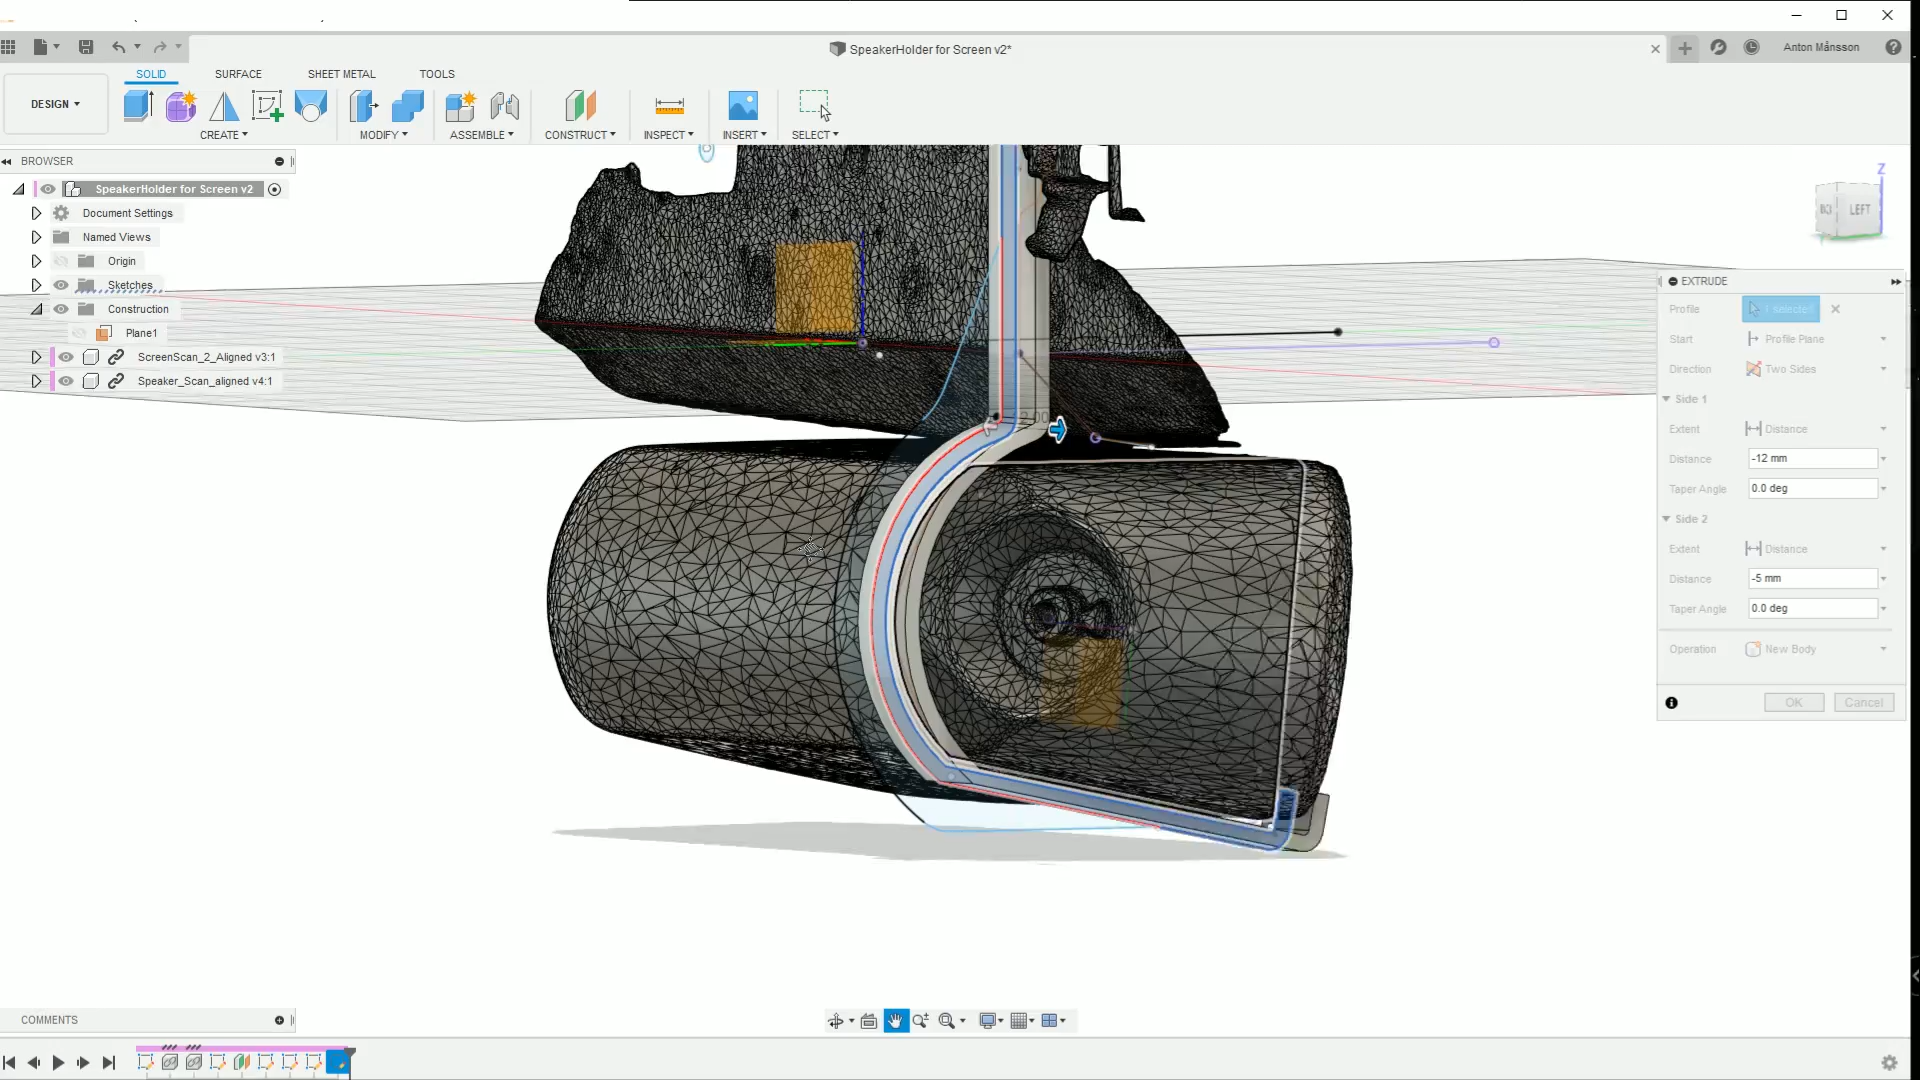 SpeakerHolder for Screen v2*
Anton Månsson
SOLID SURFACE SHEET METAL TOOLS
DESIGN
CREATE MODIFY ASSEMBLE CONSTRUCT INSPECT INSERT SELECT
BROWSER
SpeakerHolder for Screen v2
Document Settings
Named Views
Origin
Sketches
Construction
Plane1
ScreenScan_2_Aligned v3:1
Speaker_Scan_aligned v4:1
Z
LEFT
EXTRUDE
Profile 1 selected
Start Profile Plane
Direction Two Sides
Side 1
Extent Distance
Distance -12 mm
Taper Angle 0.0 deg
Side 2
Extent Distance
Distance -5 mm
Taper Angle 0.0 deg
Operation New Body
OK Cancel
COMMENTS